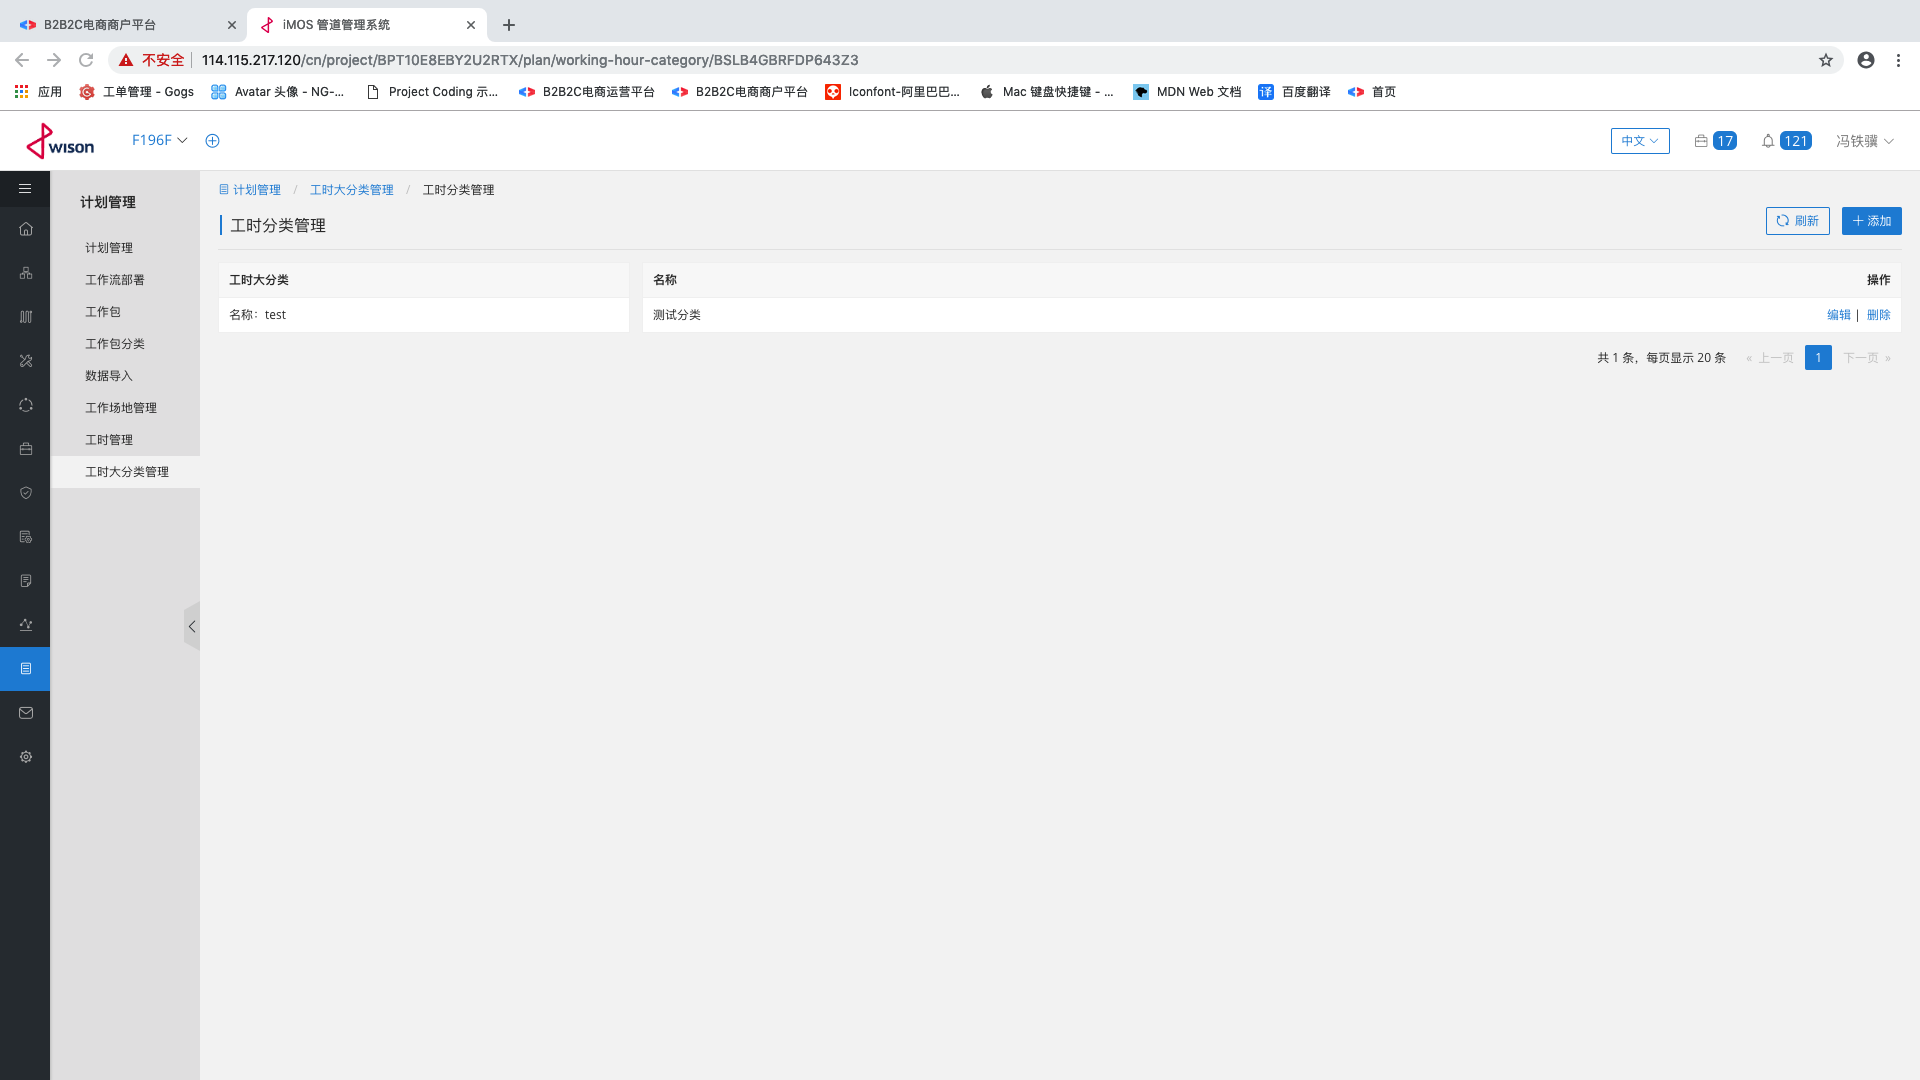 B2B2C电商商户平台
iMOS 管道管理系统
不安全
114.115.217.120/cn/project/BPT10E8EBY2U2RTX/plan/working-hour-category/BSLB4GBRFDP643Z3
应用
工单管理 - Gogs
Avatar 头像 - NG-...
Project Coding 示...
B2B2C电商运营平台
B2B2C电商商户平台
Iconfont-阿里巴巴...
Mac 键盘快捷键 - ...
MDN Web 文档
译 百度翻译
首页
wison
F196F
中文
17
121
冯铁骥
计划管理
计划管理
工作流部署
工作包
工作包分类
数据导入
工作场地管理
工时管理
工时大分类管理
计划管理 / 工时大分类管理 / 工时分类管理
工时分类管理
刷新
添加
工时大分类
名称：test
名称
操作
测试分类
编辑 | 删除
共 1 条，每页显示 20 条
« 上一页
1
下一页 »